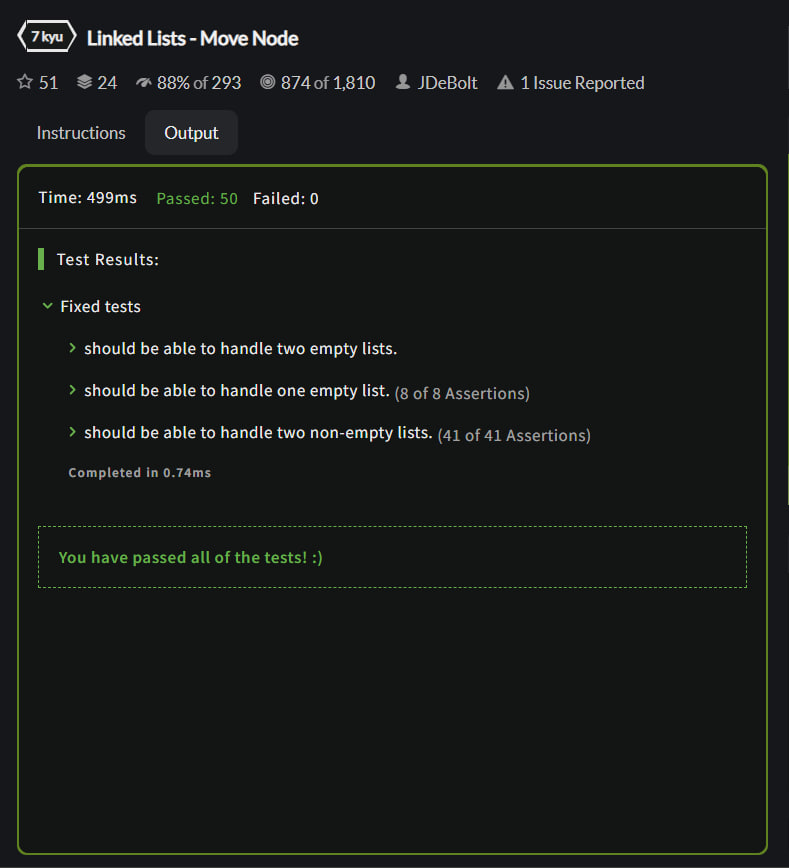 7 kyu Linked Lists - Move Node
51 24 88% of 293 874 of 1,810 JDeBolt 1 Issue Reported
Instructions Output
Time: 499ms Passed: 50 Failed: 0
Test Results:
Fixed tests
should be able to handle two empty lists.
should be able to handle one empty list. (8 of 8 Assertions)
should be able to handle two non-empty lists. (41 of 41 Assertions)
Completed in 0.74ms
You have passed all of the tests! :)